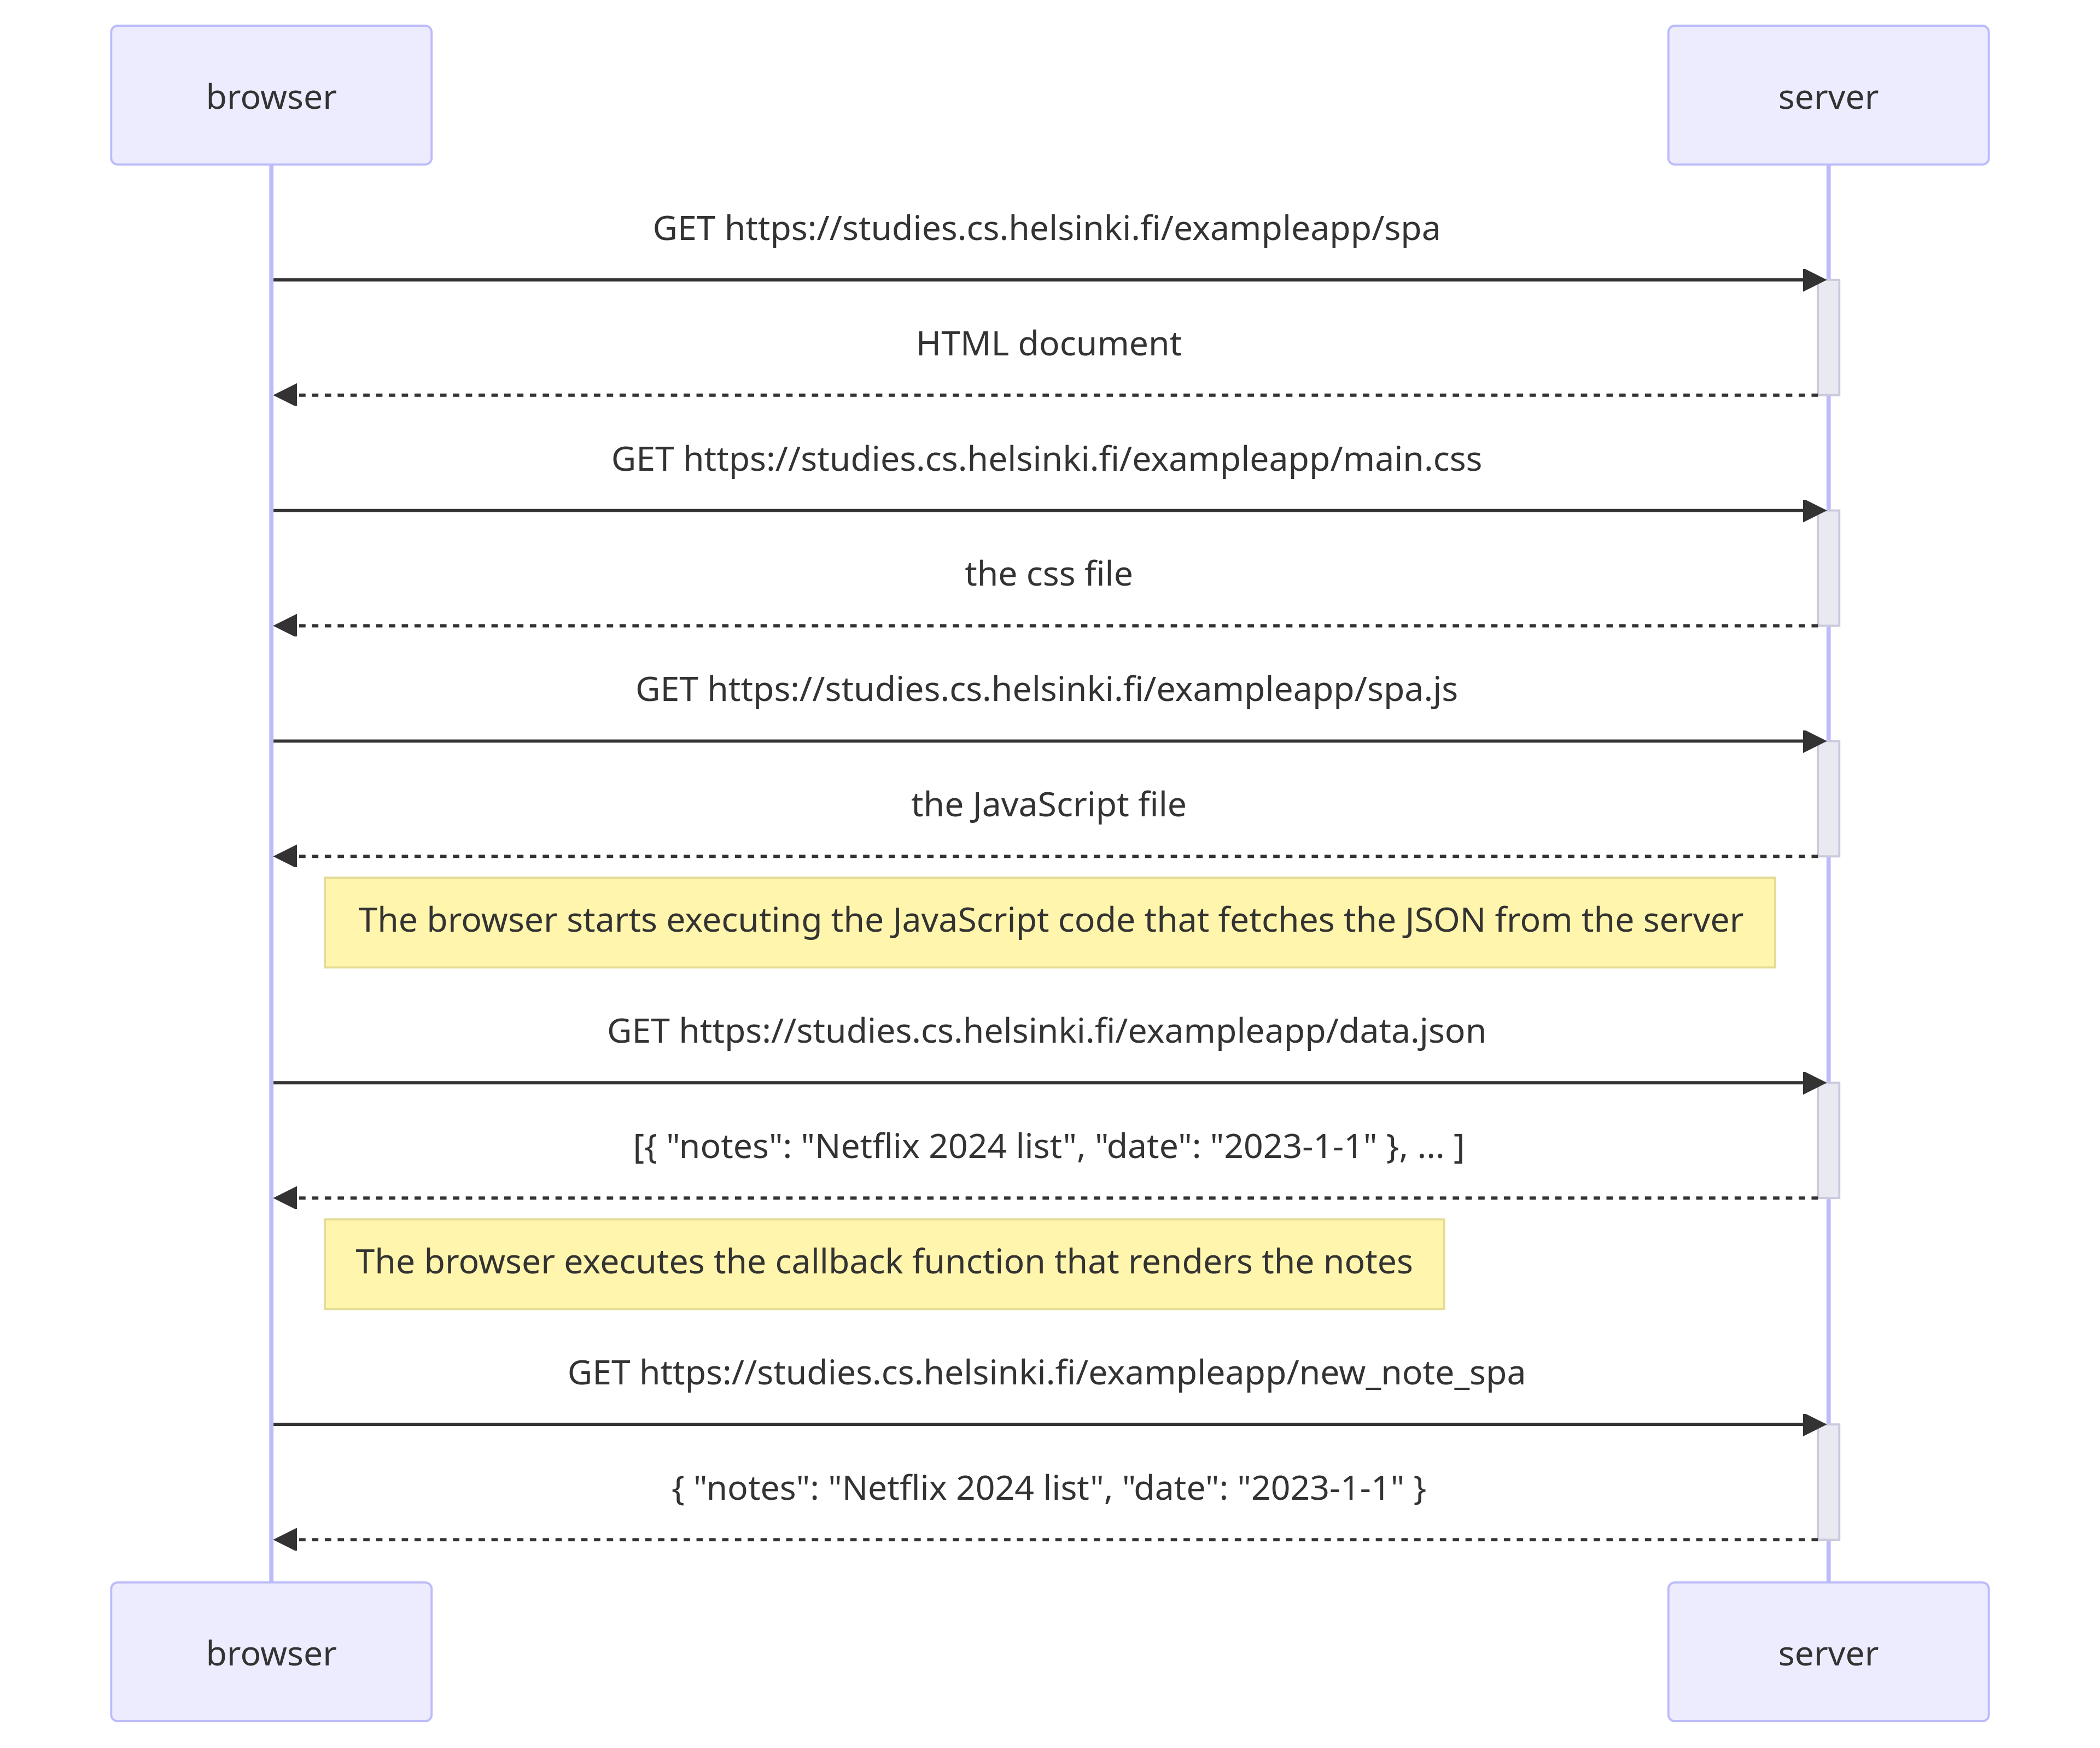 browser
server
GET https://studies.cs.helsinki.fi/exampleapp/spa
HTML document
GET https://studies.cs.helsinki.fi/exampleapp/main.css
the css file
GET https://studies.cs.helsinki.fi/exampleapp/spa.js
the JavaScript file
The browser starts executing the JavaScript code that fetches the JSON from the server
GET https://studies.cs.helsinki.fi/exampleapp/data.json
[{ "notes": "Netflix 2024 list", "date": "2023-1-1" }, ... ]
The browser executes the callback function that renders the notes
GET https://studies.cs.helsinki.fi/exampleapp/new_note_spa
{ "notes": "Netflix 2024 list", "date": "2023-1-1" }
browser
server